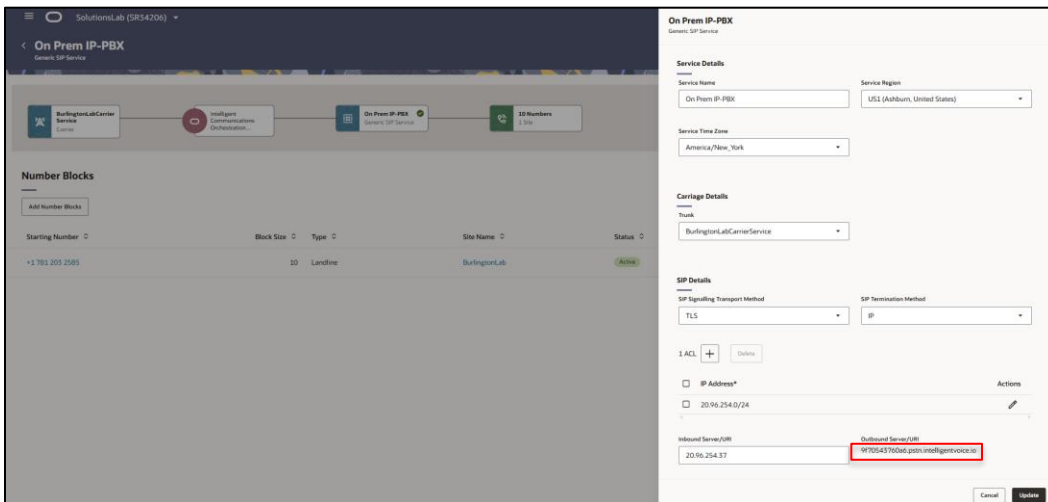 SolutionsLab (SR54206)
On Prem IP-PBX
Generic SIP Service
BurlingtonLabCarrier
Service
Carrier
Intelligent
Communications
Orchestration...
On Prem IP-PBX
Generic SIP Service
10 Numbers
1 Site
Number Blocks
Add Number Blocks
Starting Number Block Size Type Site Name Status
+1 781 203 2585 10 Landline BurlingtonLab Active
On Prem IP-PBX
Generic SIP Service
Service Details
Service Name Service Region
On Prem IP-PBX US1 (Ashburn, United States)
Service Time Zone
America/New_York
Carriage Details
Trunk
BurlingtonLabCarrierService
SIP Details
SIP Signalling Transport Method SIP Termination Method
TLS IP
1 ACL + Delete
IP Address* Actions
20.96.254.0/24
Inbound Server/URI Outbound Server/URI
20.96.254.37 9f70543760a6.pstn.intelligentvoice.io
Cancel Update